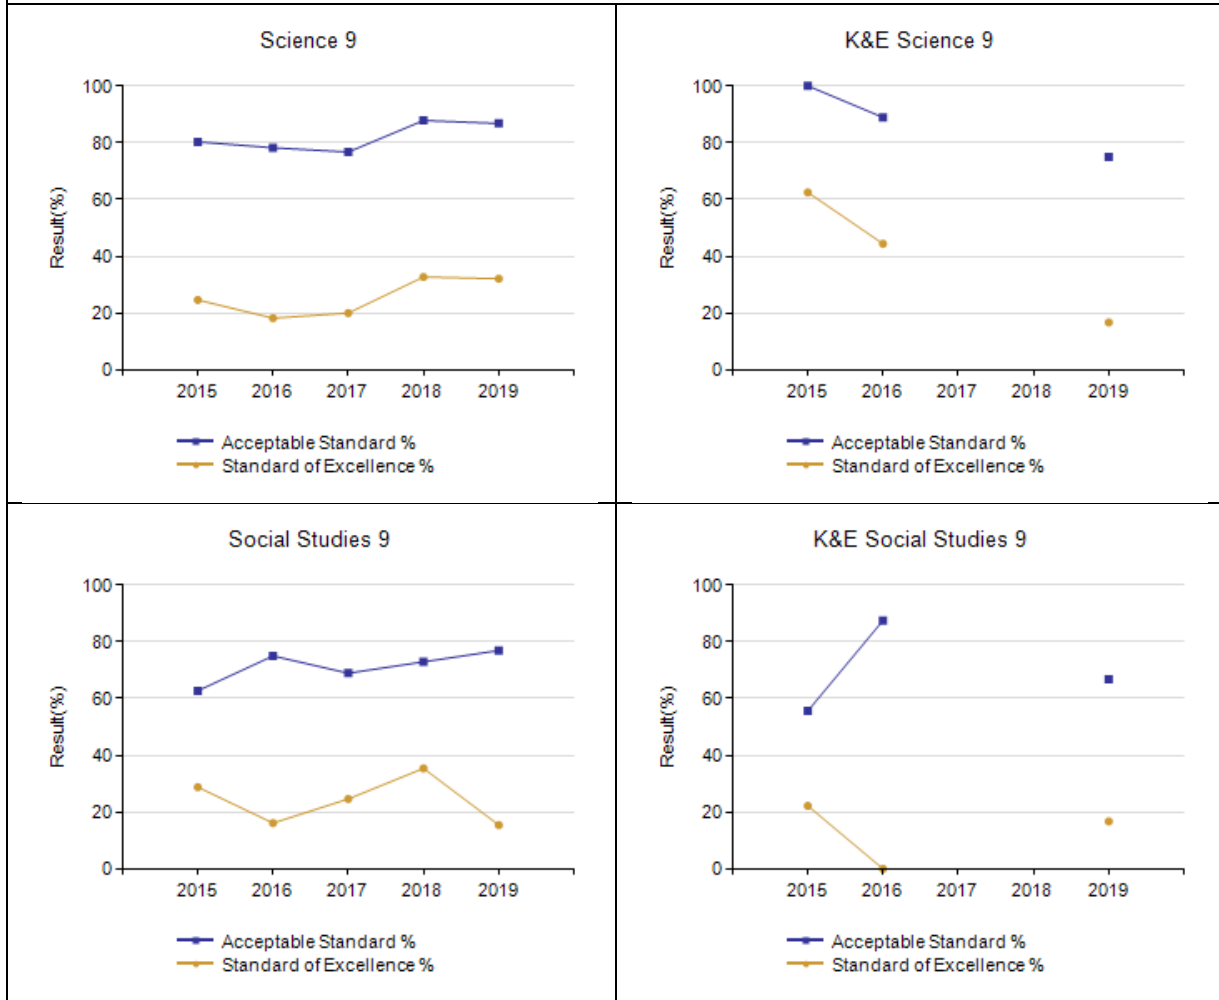 Science 9
100
80
60
40
20
0
Result(%)
2015 2016 2017 2018 2019
Acceptable Standard %
Standard of Excellence %
K&E Science 9
100
80
60
40
20
0
Result(%)
2015 2016 2017 2018 2019
Acceptable Standard %
Standard of Excellence %
Social Studies 9
100
80
60
40
20
0
Result(%)
2015 2016 2017 2018 2019
Acceptable Standard %
Standard of Excellence %
K&E Social Studies 9
100
80
60
40
20
0
Result(%)
2015 2016 2017 2018 2019
Acceptable Standard %
Standard of Excellence %